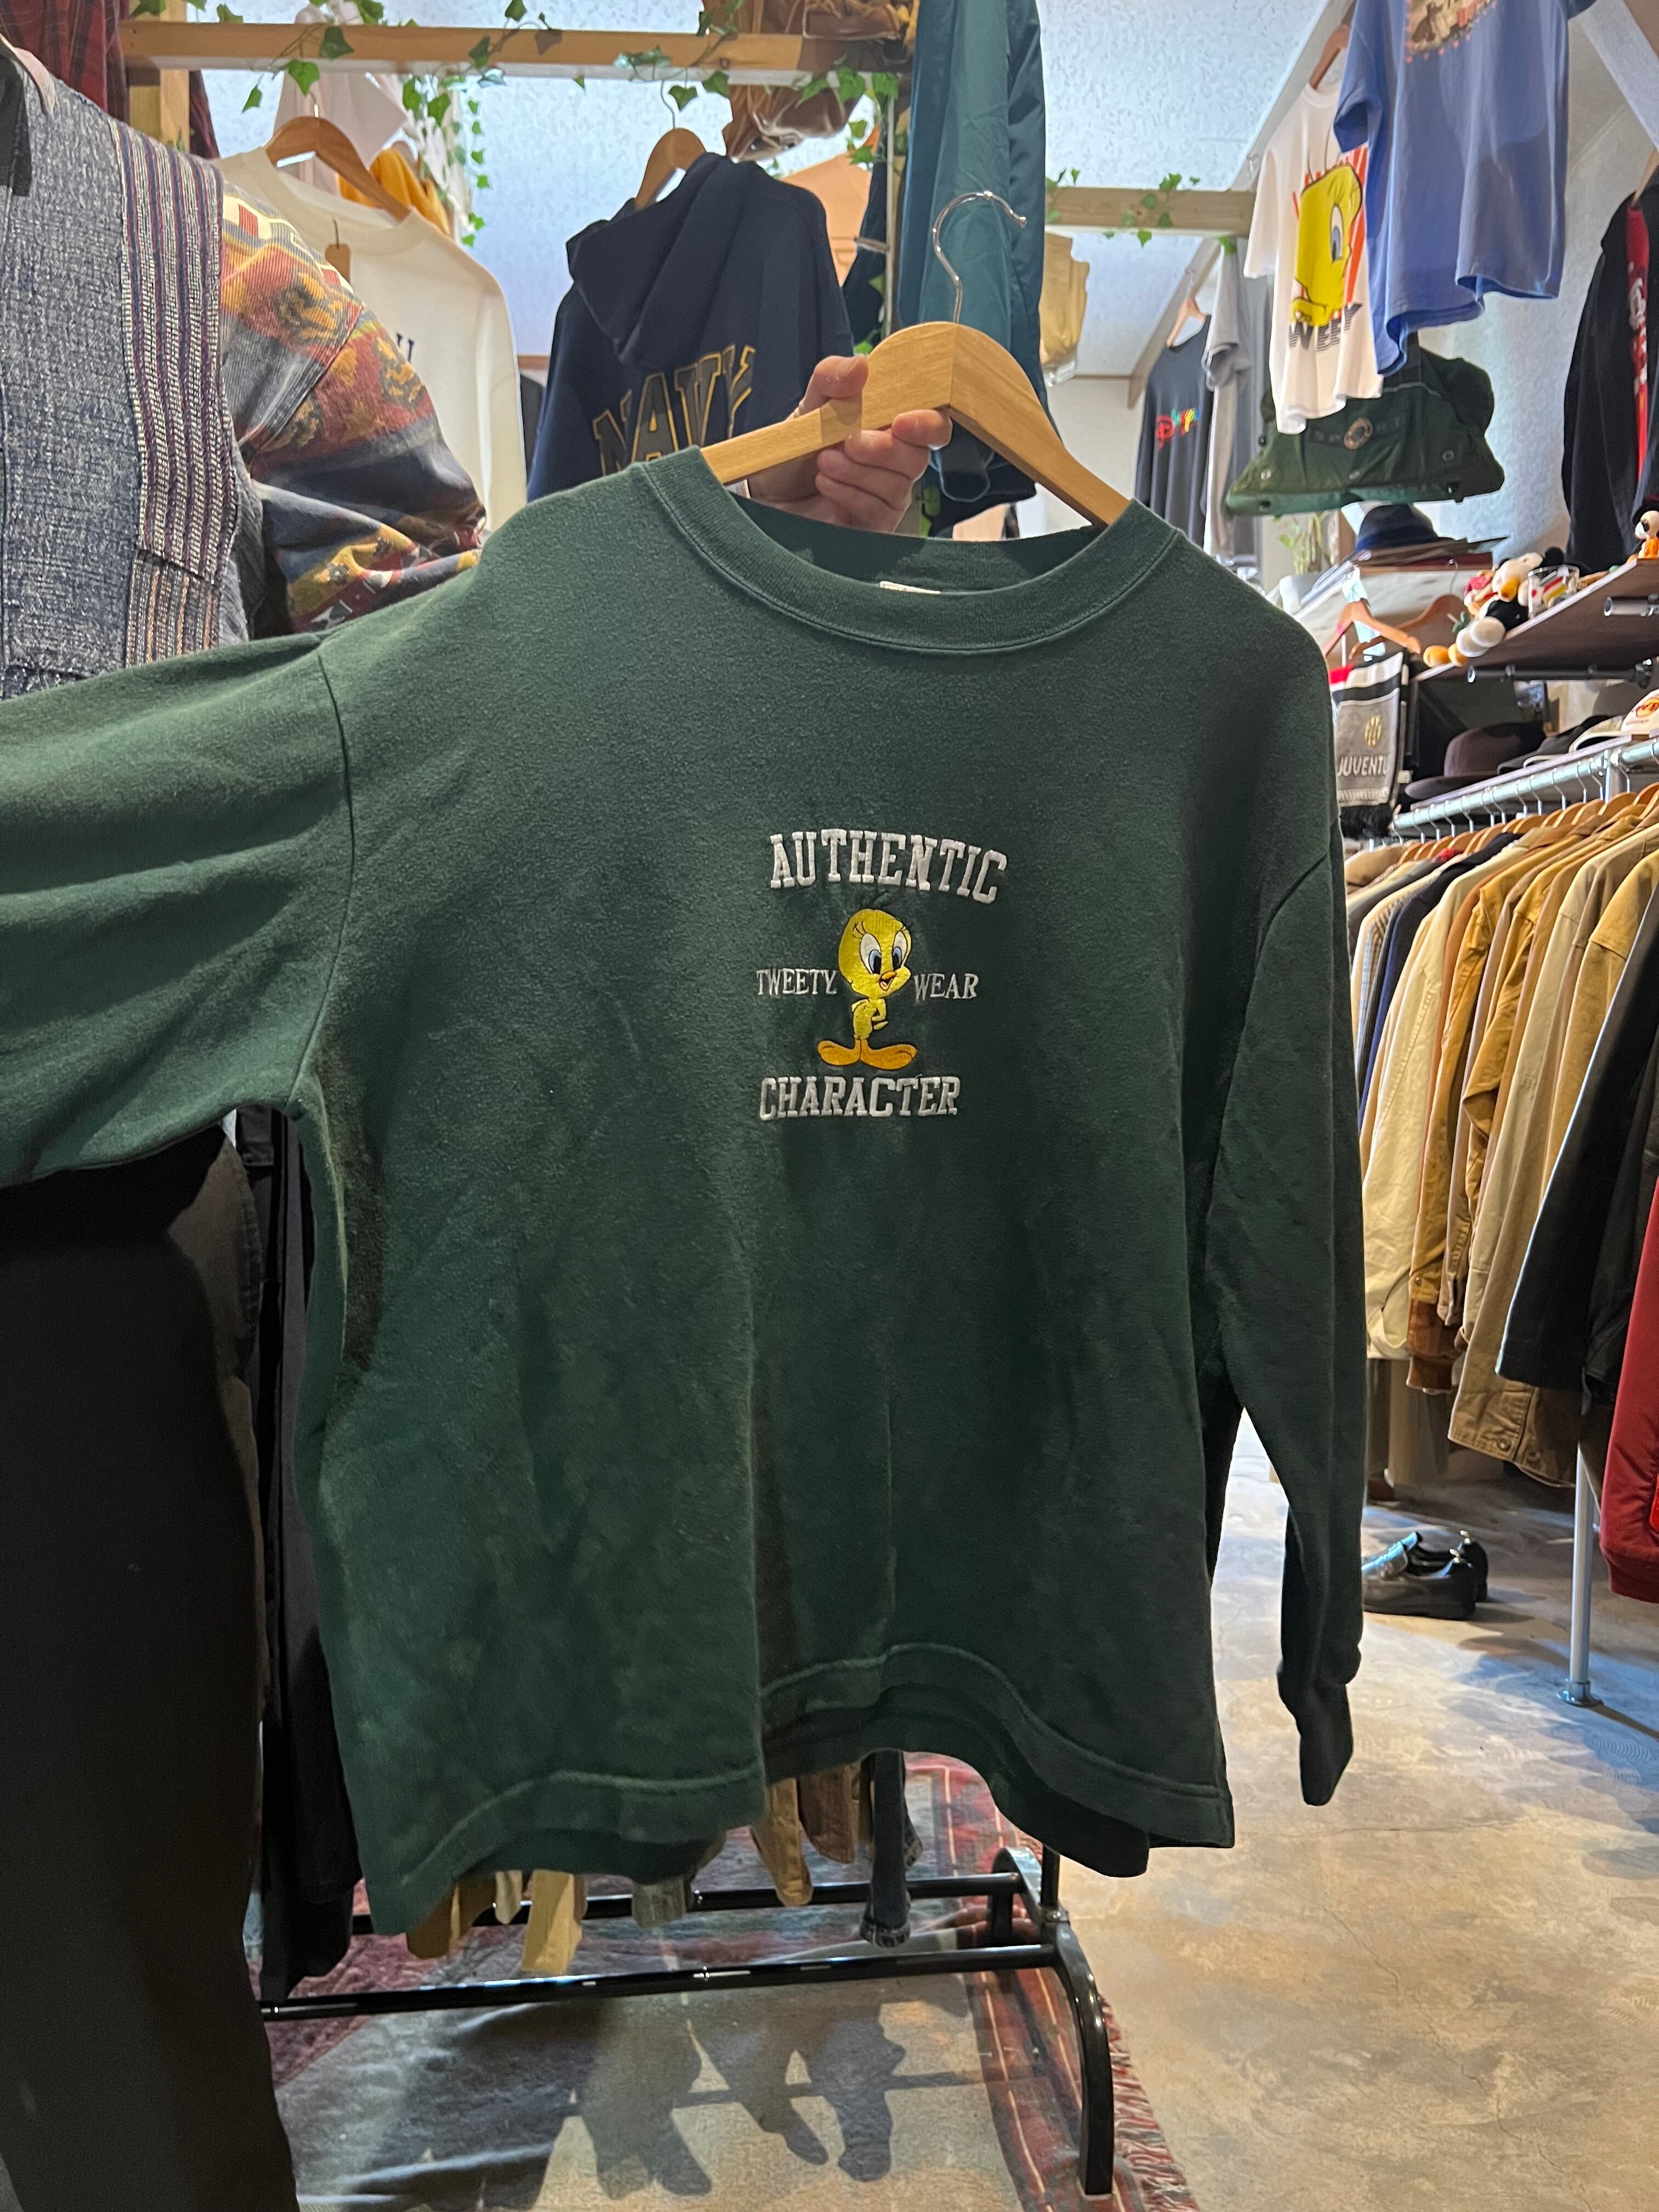 NAVY
AUTHENTIC
TWEETY. WEAR
CHARACTER
JUVENTU